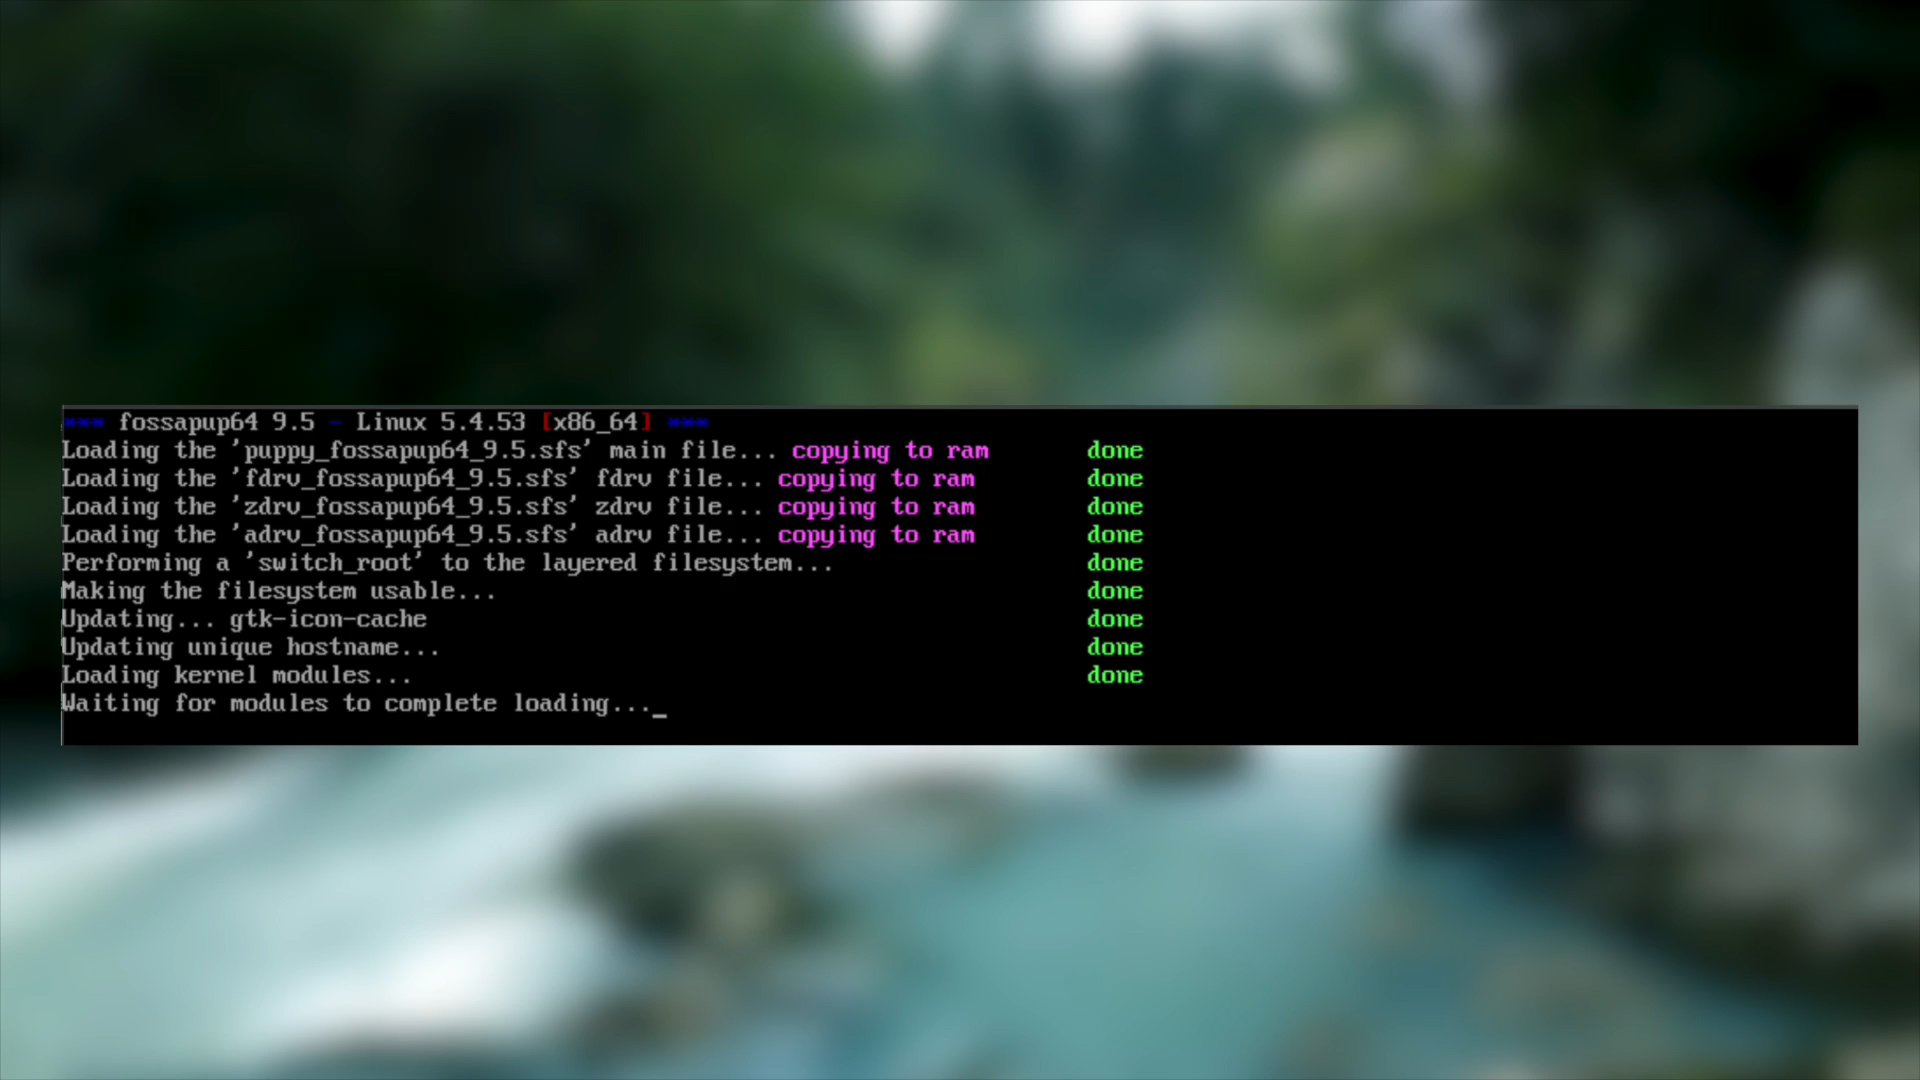 *** fossapup64 9.5 - Linux 5.4.53 [x86_64] ***
Loading the 'puppy_fossapup64_9.5.sfs' main file... copying to ram done
Loading the 'fdrv_fossapup64_9.5.sfs' fdrv file... copying to ram done
Loading the 'zdrv_fossapup64_9.5.sfs' zdrv file... copying to ram done
Loading the 'adrv_fossapup64_9.5.sfs' adrv file... copying to ram done
Performing a 'switch_root' to the layered filesystem... done
Making the filesystem usable... done
Updating... gtk-icon-cache done
Updating unique hostname... done
Loading kernel modules... done
Waiting for modules to complete loading..._